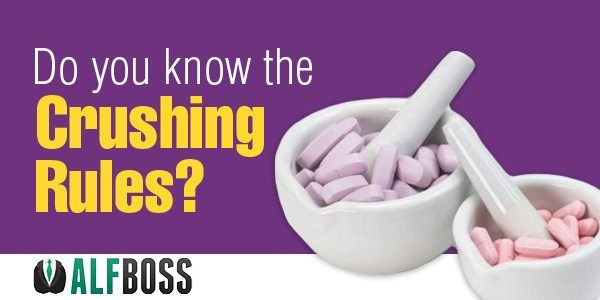 Do you know the
Crushing
Rules?
ALFBOSS